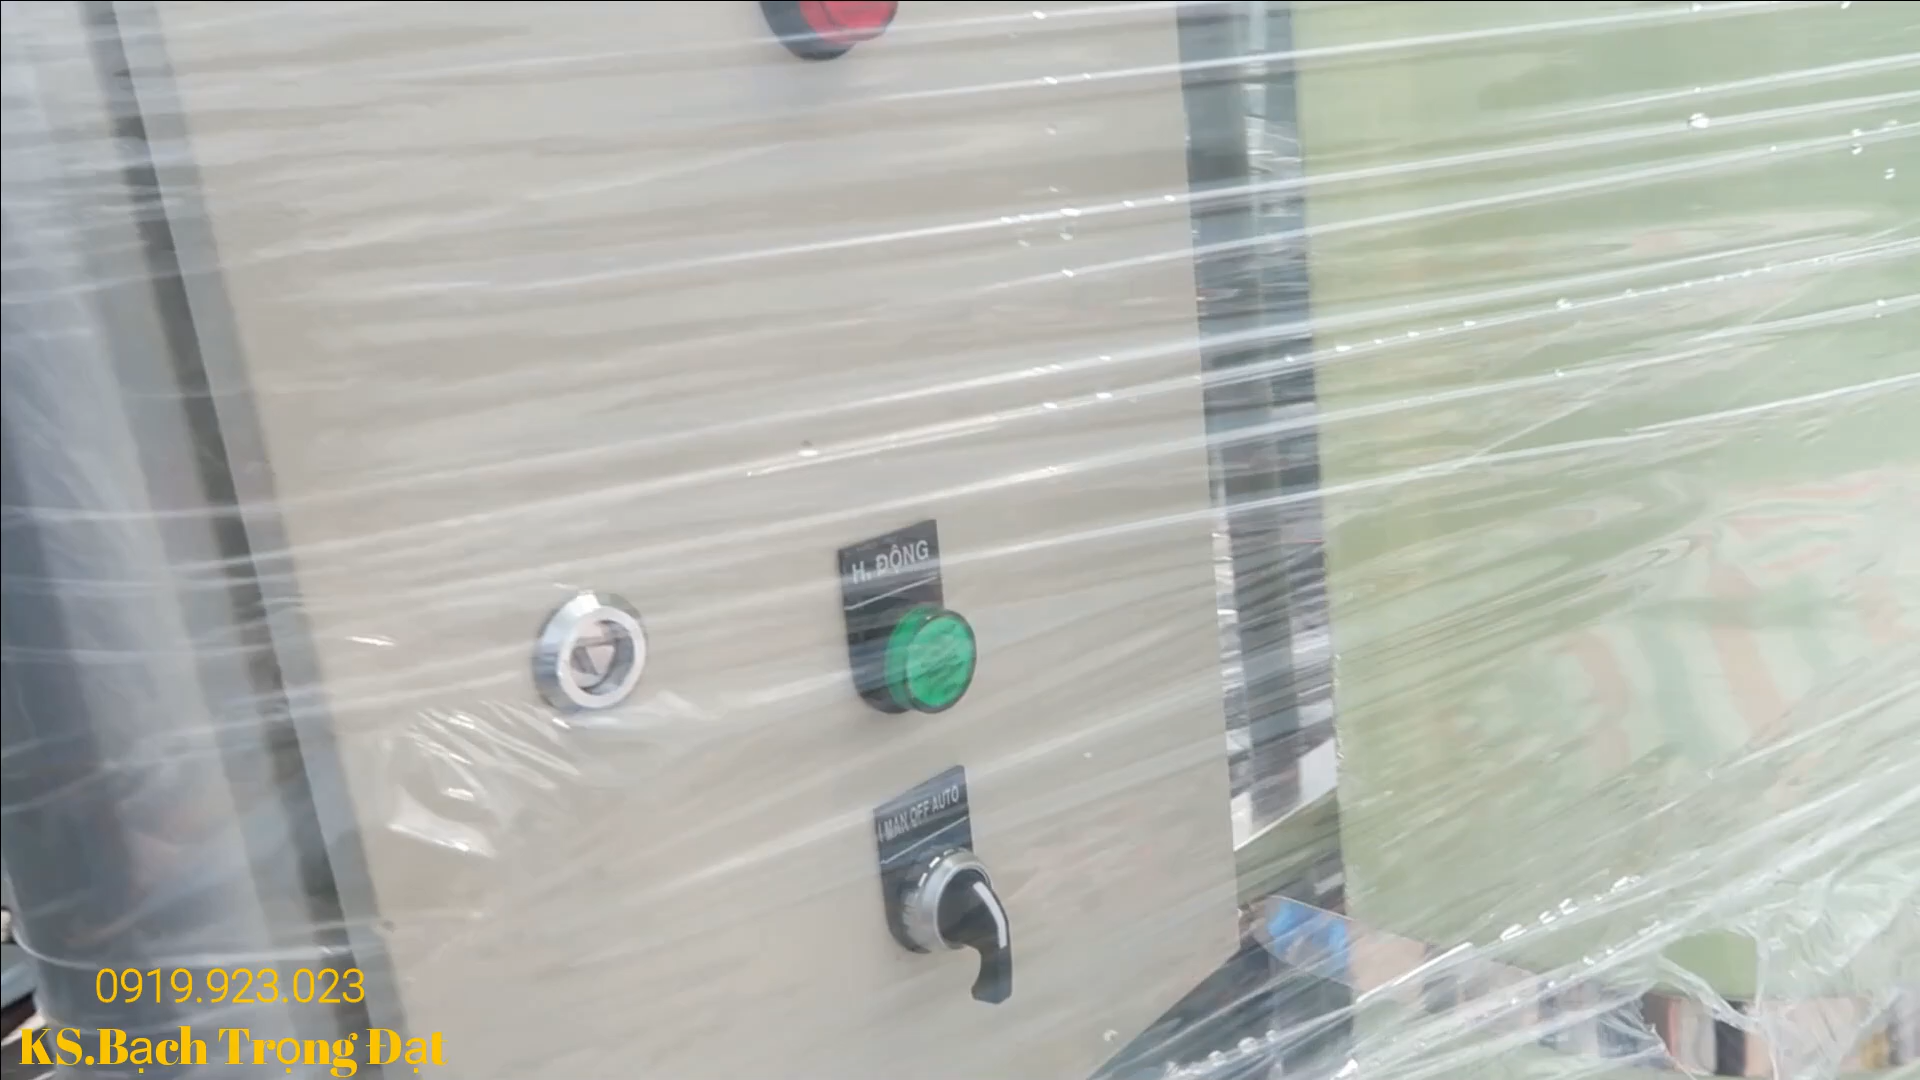 H. ĐỘNG
MAN OFF AUTO
0919.923.023
KS.Bạch Trọng Đạt